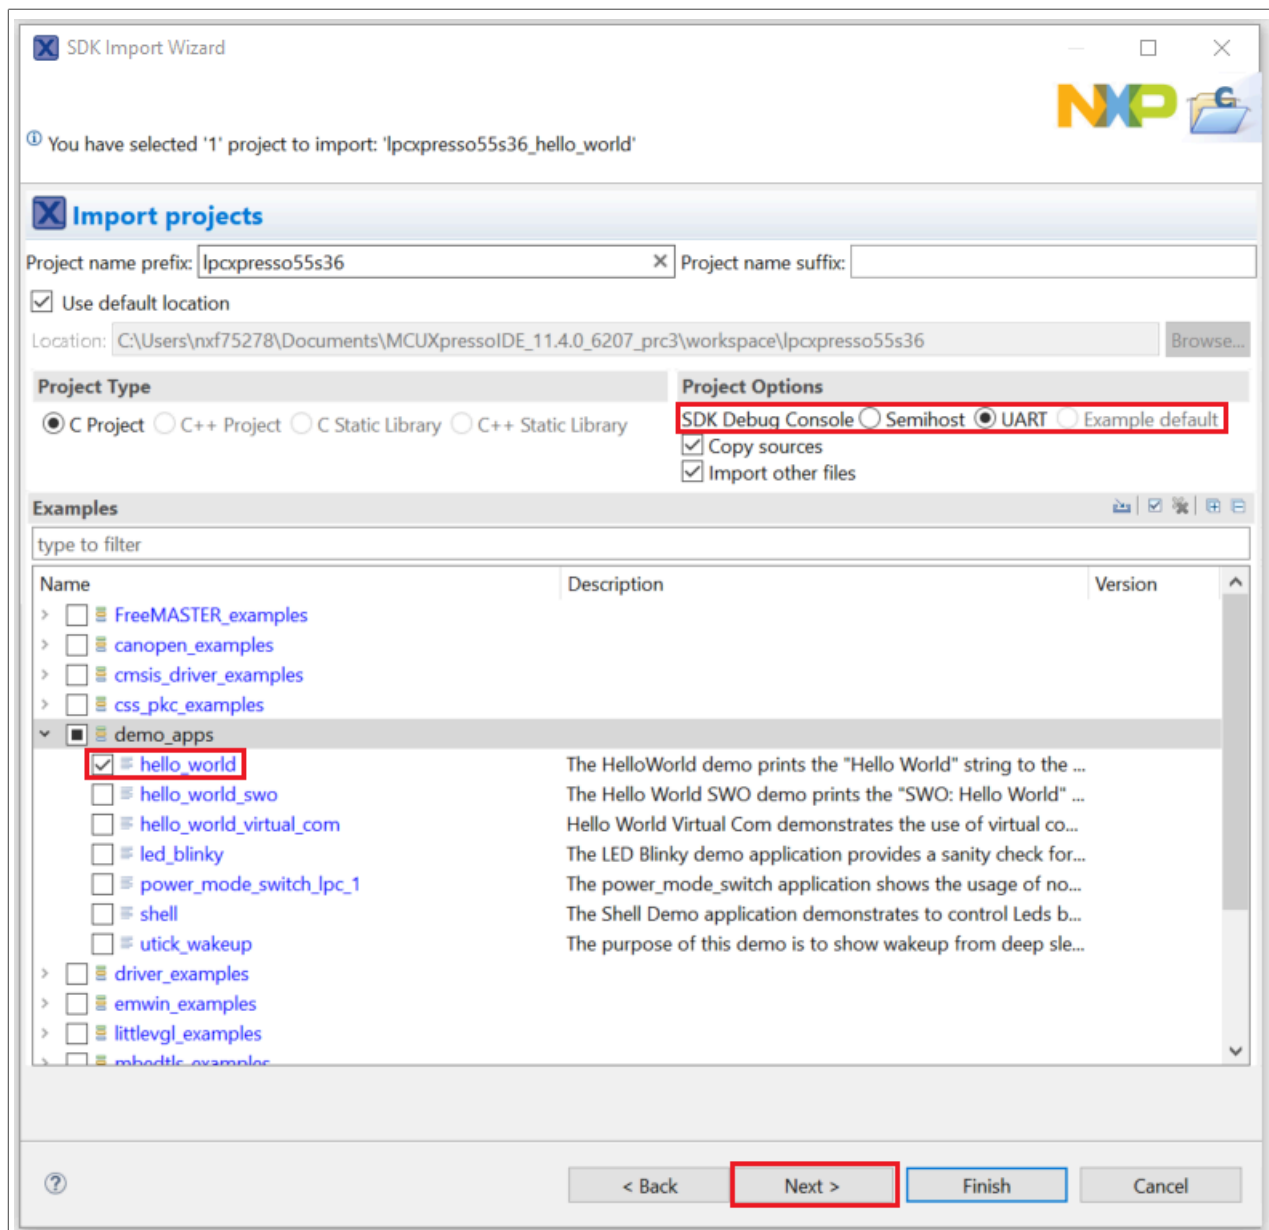 SDK Import Wizard
NXP
You have selected '1' project to import: 'lpcxpresso55s36_hello_world'
Import projects
Project name prefix: lpcxpresso55s36 Project name suffix:
Use default location
Location: C:\Users\nxf75278\Documents\MCUXpressoIDE_11.4.0_6207_prc3\workspace\lpcxpresso55s36 Browse...
Project Type Project Options
C Project C++ Project C Static Library C++ Static Library SDK Debug Console Semihost UART Example default
Copy sources
Import other files
Examples
type to filter
Name Description Version
FreeMASTER_examples
canopen_examples
cmsis_driver_examples
css_pkc_examples
demo_apps
hello_world The HelloWorld demo prints the "Hello World" string to the ...
hello_world_swo The Hello World SWO demo prints the "SWO: Hello World" ...
hello_world_virtual_com Hello World Virtual Com demonstrates the use of virtual co...
led_blinky The LED Blinky demo application provides a sanity check for...
power_mode_switch_lpc_1 The power_mode_switch application shows the usage of no...
shell The Shell Demo application demonstrates to control Leds b...
utick_wakeup The purpose of this demo is to show wakeup from deep sle...
driver_examples
emwin_examples
littlevgl_examples
mbedtls_examples
< Back Next > Finish Cancel